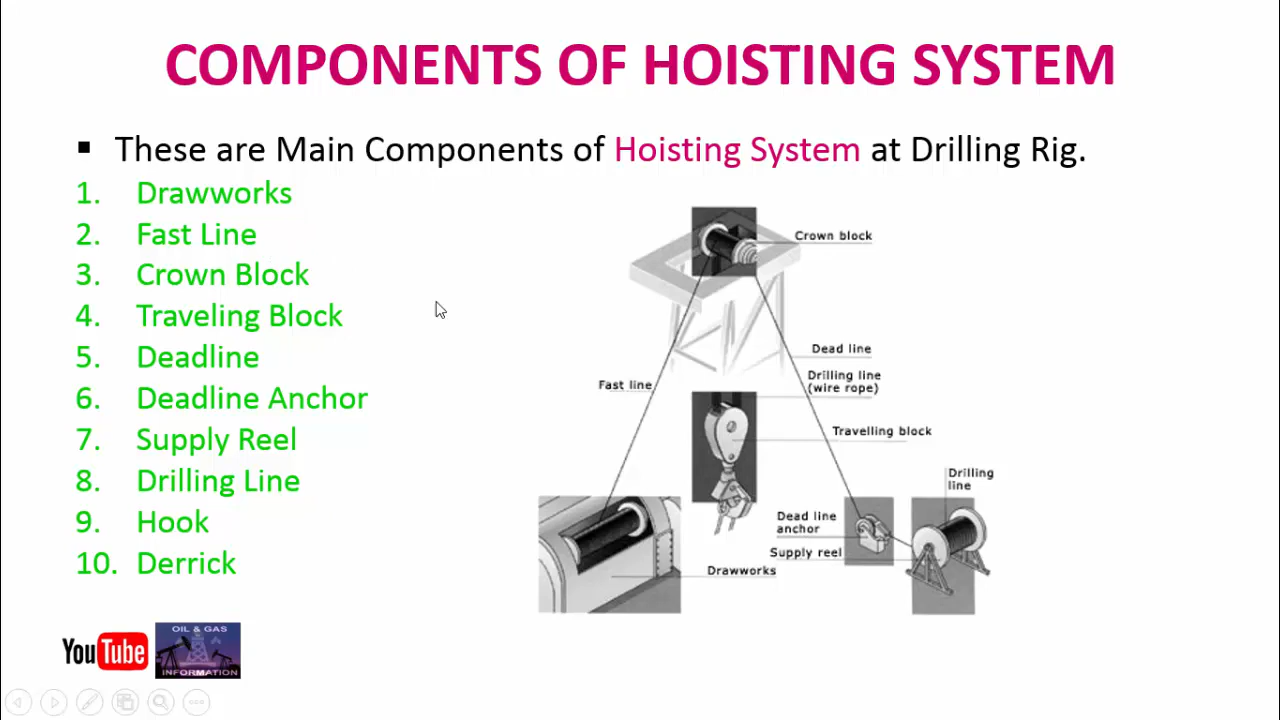 COMPONENTS OF HOISTING SYSTEM
▪ These are Main Components of Hoisting System at Drilling Rig.
1. Drawworks
2. Fast Line
3. Crown Block
4. Traveling Block
5. Deadline
6. Deadline Anchor
7. Supply Reel
8. Drilling Line
9. Hook
10. Derrick
Crown block
Dead line
Drilling line
(wire rope)
Fast line
Travelling block
Drilling
line
Dead line
anchor
Supply reel
Drawworks
YouTube
OIL & GAS
INFORMATION